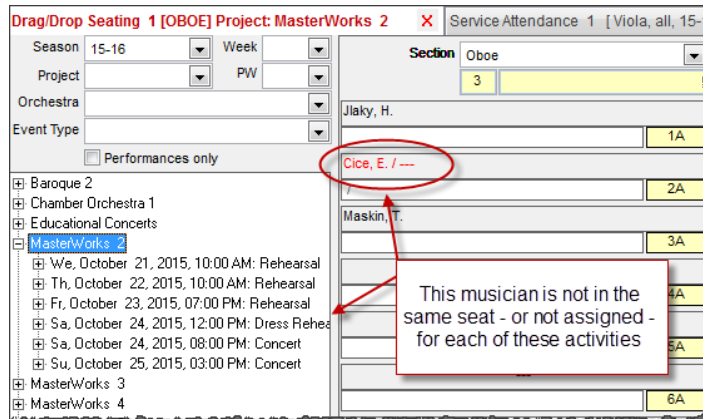 Drag/Drop Seating 1 [OBOE] Project: MasterWorks 2 X Service Attendance 1 [Viola, all, 15-
Season 15-16 Week
Project PW
Orchestra
Event Type
Performances only
Baroque 2
Chamber Orchestra 1
Educational Concerts
MasterWorks 2
We, October 21, 2015, 10:00 AM: Rehearsal
Th, October 22, 2015, 10:00 AM: Rehearsal
Fr, October 23, 2015, 07:00 PM: Rehearsal
Sa, October 24, 2015, 12:00 PM: Dress Rehea
Sa, October 24, 2015, 08:00 PM: Concert
Su, October 25, 2015, 03:00 PM: Concert
MasterWorks 3
MasterWorks 4
Section Oboe
3
Jlaky, H.
1A
Cice, E. / ---
/ 2A
Maskin, T.
3A
4A
5A
---
6A
This musician is not in the
same seat - or not assigned -
for each of these activities